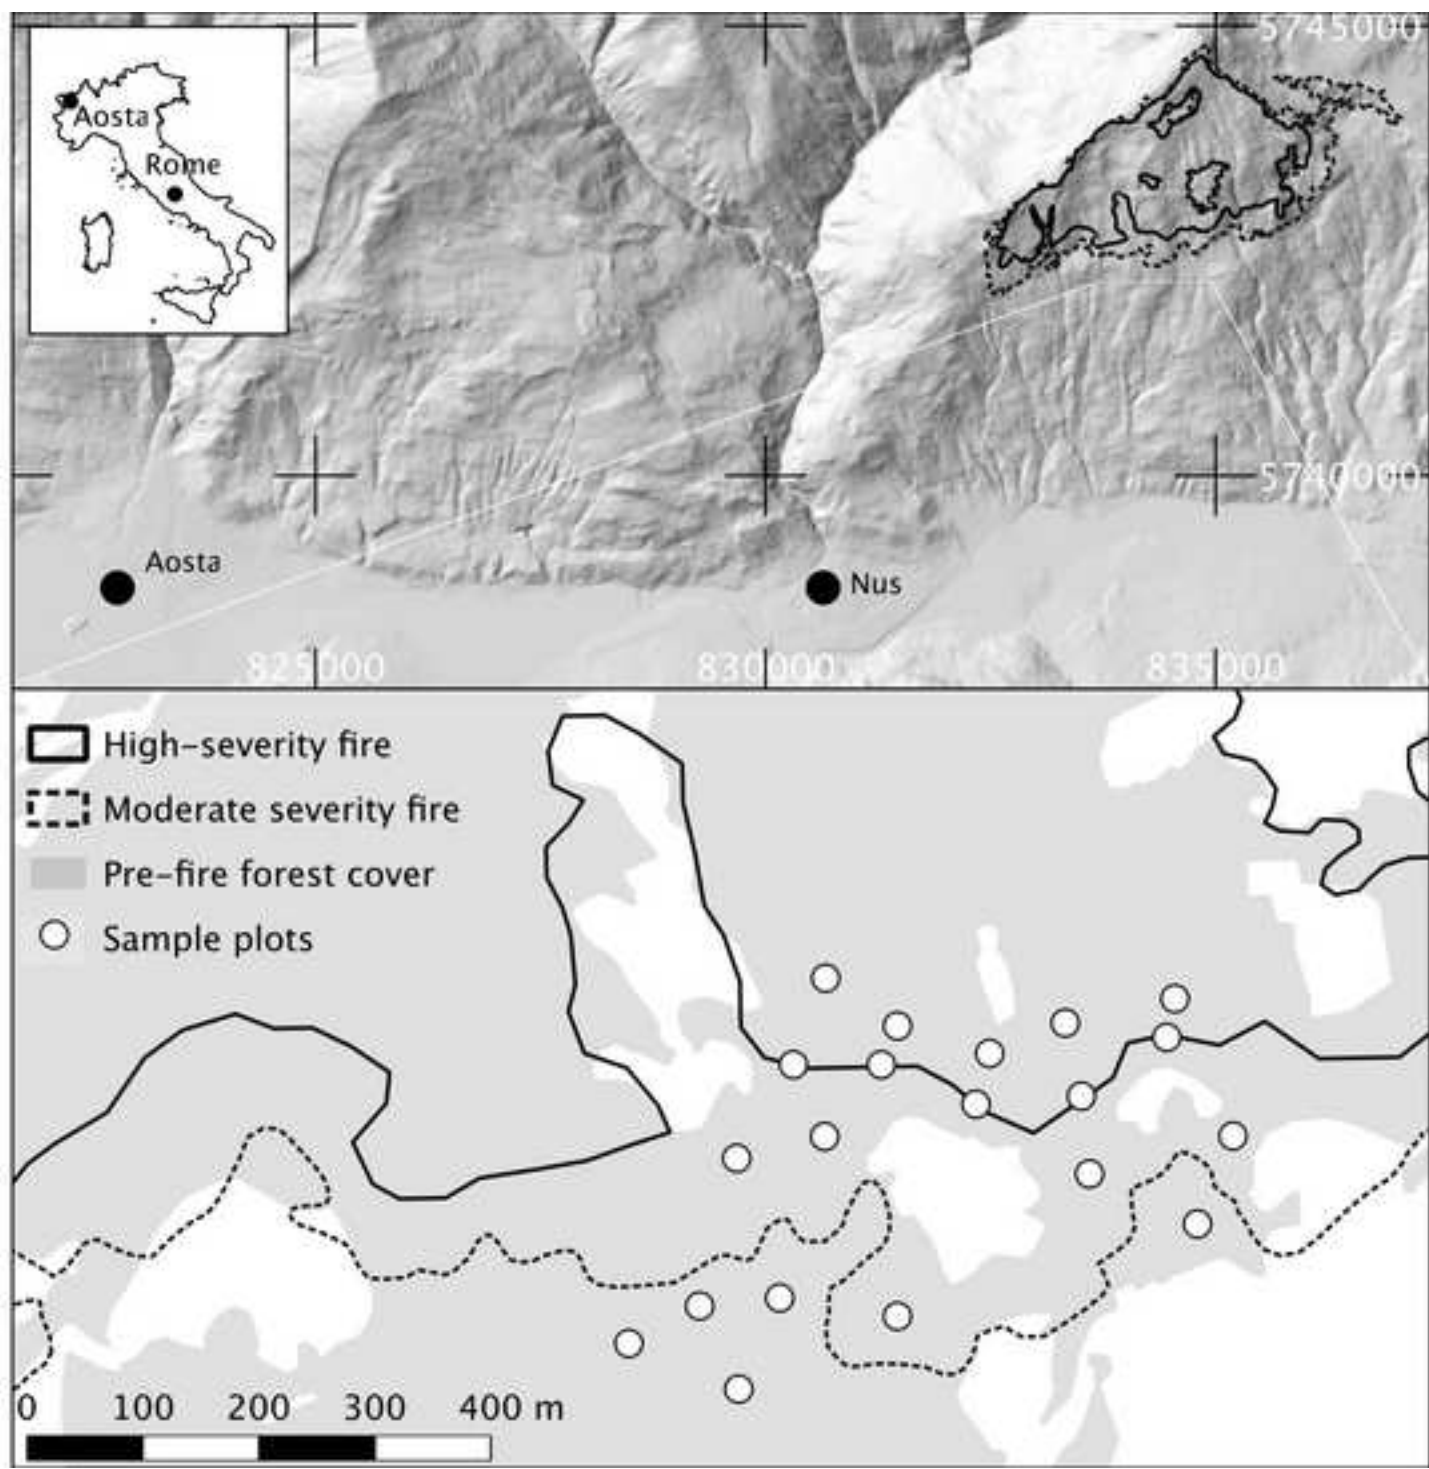 5745000
Aosta
Rome
5740000
Aosta
Nus
825000
830000
835000
High-severity fire
Moderate severity fire
Pre-fire forest cover
Sample plots
0 100 200 300 400 m